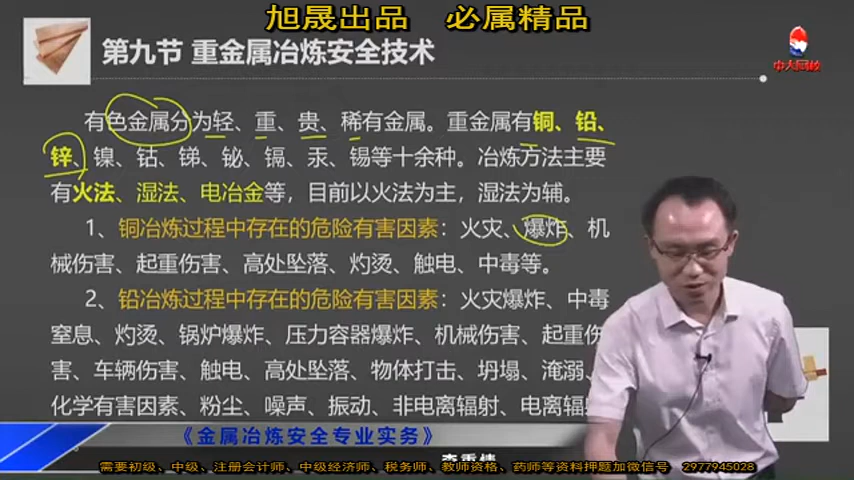 旭晟出品 必属精品
第九节 重金属冶炼安全技术
有色金属分为轻、重、贵、稀有金属。重金属有铜、铅、
锌、镍、钴、锑、铋、镉、汞、锡等十余种。冶炼方法主要
有火法、湿法、电冶金等，目前以火法为主，湿法为辅。
1、铜冶炼过程中存在的危险有害因素：火灾、爆炸、机
械伤害、起重伤害、高处坠落、灼烫、触电、中毒等。
2、铅冶炼过程中存在的危险有害因素：火灾爆炸、中毒
窒息、灼烫、锅炉爆炸、压力容器爆炸、机械伤害、起重伤
害、车辆伤害、触电、高处坠落、物体打击、坍塌、淹溺、
化学有害因素、粉尘、噪声、振动、非电离辐射、电离辐射
《金属冶炼安全专业实务》
需要初级、中级、注册会计师、中级经济师、税务师、教师资格、药师等资料押题加微信号 2977945028